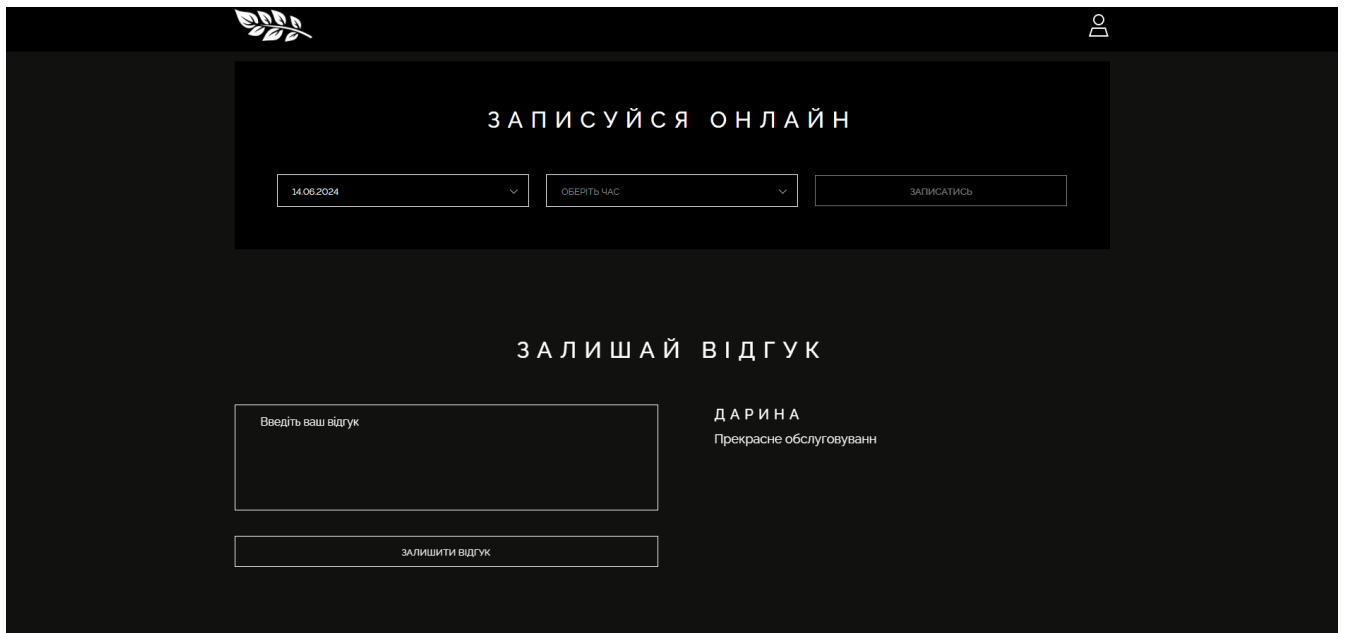 ЗАПИСУЙСЯ ОНЛАЙН
14.06.2024
ОБЕРІТЬ ЧАС
ЗАПИСАТИСЬ
ЗАЛИШАЙ ВІДГУК
Введіть ваш відгук
ЗАЛИШИТИ ВІДГУК
ДАРИНА
Прекрасне обслуговуванн